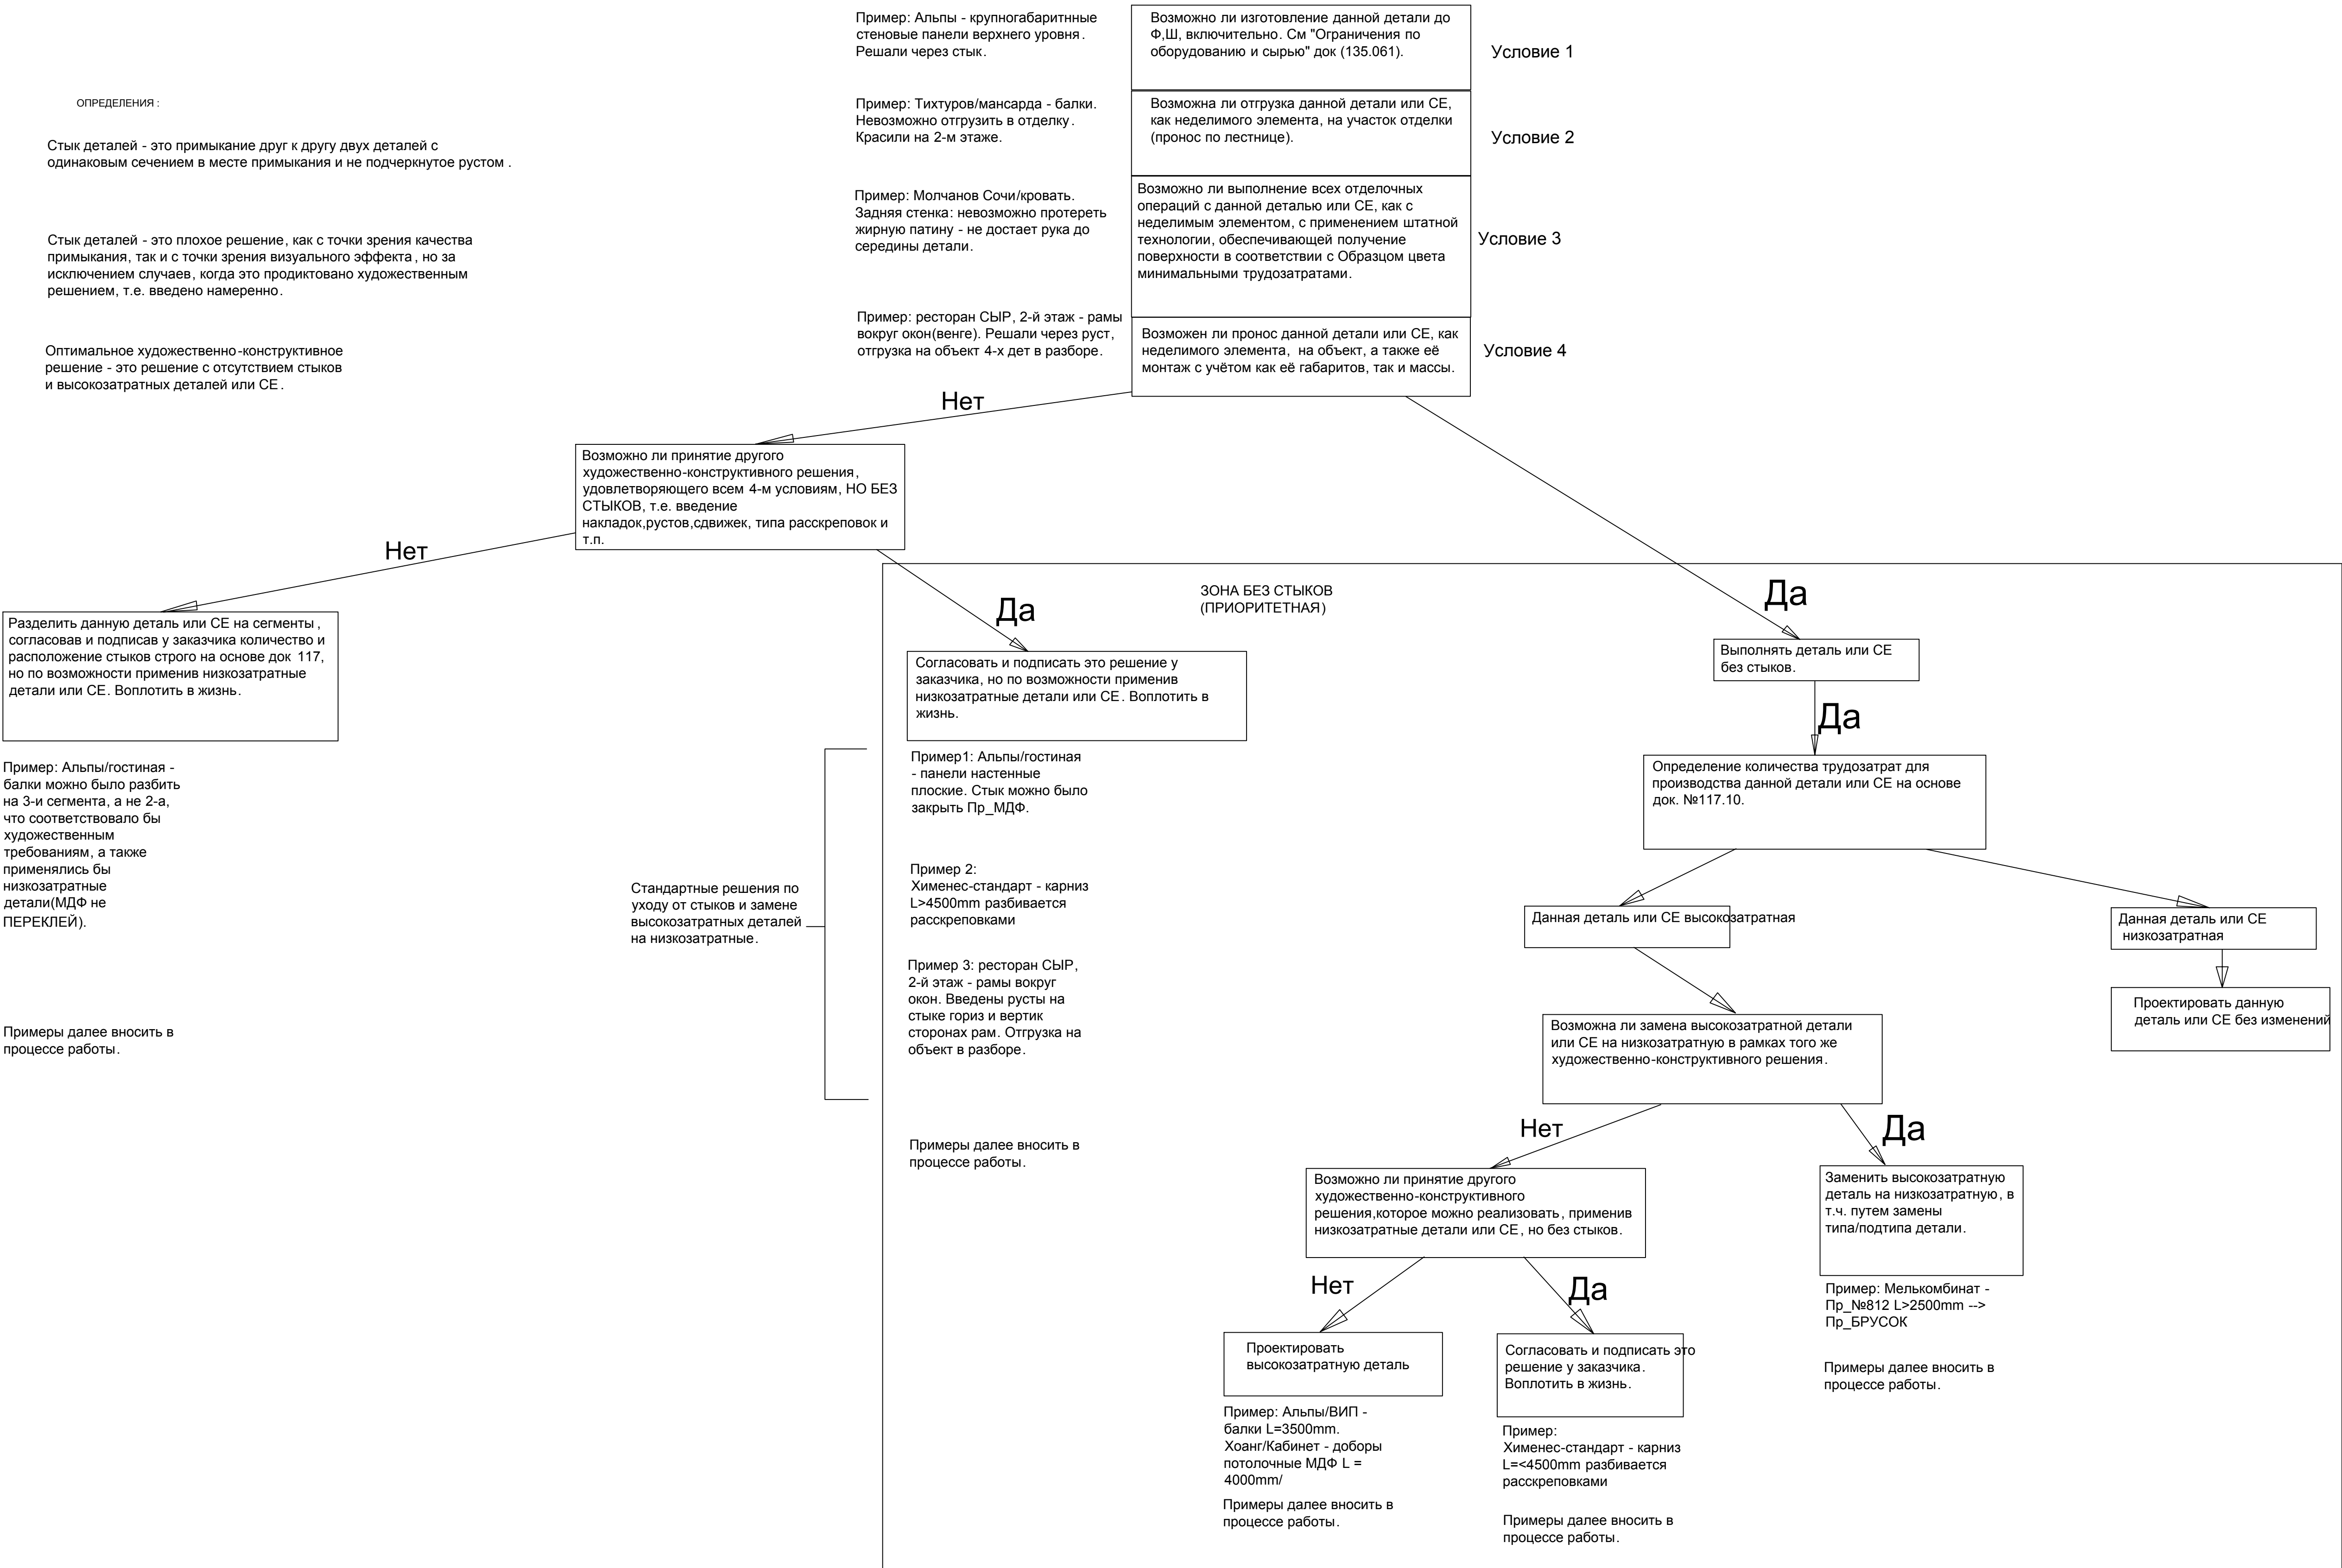 Пример: Альпы - крупногабаритнные
стеновые панели верхнего уровня.
Решали через стык.
Возможно ли изготовление данной детали до
Ф,Ш, включительно. См "Ограничения по
оборудованию и сырью" док (135.061).
Условие 1
ОПРЕДЕЛЕНИЯ :
Стык деталей - это примыкание друг к другу двух деталей с
одинаковым сечением в месте примыкания и не подчеркнутое рустом .
Стык деталей - это плохое решение, как с точки зрения качества
примыкания, так и с точки зрения визуального эффекта, но за
исключением случаев, когда это продиктовано художественным
решением, т.е. введено намеренно.
Оптимальное художественно-конструктивное
решение - это решение с отсутствием стыков
и высокозатратных деталей или СЕ.
Пример: Тихтуров/мансарда - балки.
Невозможно отгрузить в отделку.
Красили на 2-м этаже.
Возможна ли отгрузка данной детали или СЕ,
как неделимого элемента, на участок отделки
(пронос по лестнице).
Условие 2
Пример: Молчанов Сочи/кровать.
Задняя стенка: невозможно протереть
жирную патину - не достает рука до
середины детали.
Возможно ли выполнение всех отделочных
операций с данной деталью или СЕ, как с
неделимым элементом, с применением штатной
технологии, обеспечивающей получение
поверхности в соответствии с Образцом цвета
минимальными трудозатратами.
Условие 3
Пример: ресторан СЫР, 2-й этаж - рамы
вокруг окон(венге). Решали через руст,
отгрузка на объект 4-х дет в разборе.
Возможен ли пронос данной детали или СЕ, как
неделимого элемента, на объект, а также её
монтаж с учётом как её габаритов, так и массы.
Условие 4
Нет
Возможно ли принятие другого
художественно-конструктивного решения,
удовлетворяющего всем 4-м условиям, НО БЕЗ
СТЫКОВ, т.е. введение
накладок,рустов,сдвижек, типа расскреповок и
т.п.
Нет
Разделить данную деталь или СЕ на сегменты,
согласовав и подписав у заказчика количество и
расположение стыков строго на основе док 117,
но по возможности применив низкозатратные
детали или СЕ. Воплотить в жизнь.
Пример: Альпы/гостиная -
балки можно было разбить
на 3-и сегмента, а не 2-а,
что соответствовало бы
художественным
требованиям, а также
применялись бы
низкозатратные
детали(МДФ не
ПЕРЕКЛЕЙ).
Примеры далее вносить в
процессе работы.
Стандартные решения по
уходу от стыков и замене
высокозатратных деталей
на низкозатратные.
ЗОНА БЕЗ СТЫКОВ
(ПРИОРИТЕТНАЯ)
Да
Согласовать и подписать это решение у
заказчика, но по возможности применив
низкозатратные детали или СЕ. Воплотить в
жизнь.
Пример1: Альпы/гостиная
- панели настенные
плоские. Стык можно было
закрыть Пр_МДФ.
Пример 2:
Хименес-стандарт - карниз
L>4500mm разбивается
расскреповками
Пример 3: ресторан СЫР,
2-й этаж - рамы вокруг
окон. Введены русты на
стыке гориз и вертик
сторонах рам. Отгрузка на
объект в разборе.
Примеры далее вносить в
процессе работы.
Да
Выполнять деталь или СЕ
без стыков.
Да
Определение количества трудозатрат для
производства данной детали или СЕ на основе
док. №117.10.
Данная деталь или СЕ высокозатратная
Данная деталь или СЕ
низкозатратная
Проектировать данную
деталь или СЕ без изменений
Возможна ли замена высокозатратной детали
или СЕ на низкозатратную в рамках того же
художественно-конструктивного решения.
Нет
Да
Возможно ли принятие другого
художественно-конструктивного
решения,которое можно реализовать, применив
низкозатратные детали или СЕ, но без стыков.
Заменить высокозатратную
деталь на низкозатратную, в
т.ч. путем замены
типа/подтипа детали.
Пример: Мелькомбинат -
Пр_№812 L>2500mm -->
Пр_БРУСОК
Примеры далее вносить в
процессе работы.
Нет
Да
Проектировать
высокозатратную деталь
Пример: Альпы/ВИП -
балки L=3500mm.
Хоанг/Кабинет - доборы
потолочные МДФ L =
4000mm/
Примеры далее вносить в
процессе работы.
Согласовать и подписать это
решение у заказчика.
Воплотить в жизнь.
Пример:
Хименес-стандарт - карниз
L=<4500mm разбивается
расскреповками
Примеры далее вносить в
процессе работы.